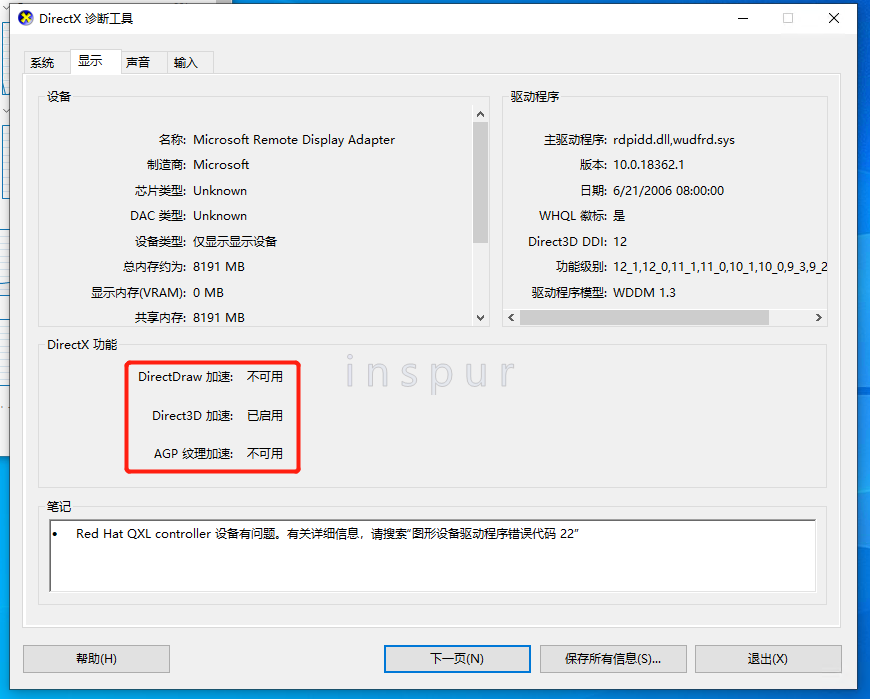 DirectX 诊断工具
系统 显示 声音 输入
设备
名称: Microsoft Remote Display Adapter
制造商: Microsoft
芯片类型: Unknown
DAC 类型: Unknown
设备类型: 仅显示显示设备
总内存约为: 8191 MB
显示内存(VRAM): 0 MB
共享内存: 8191 MB
驱动程序
主驱动程序: rdpidd.dll,wudfrd.sys
版本: 10.0.18362.1
日期: 6/21/2006 08:00:00
WHQL 徽标: 是
Direct3D DDI: 12
功能级别: 12_1,12_0,11_1,11_0,10_1,10_0,9_3,9_2
驱动程序模型: WDDM 1.3
DirectX 功能
DirectDraw 加速: 不可用
Direct3D 加速: 已启用
AGP 纹理加速: 不可用
inspur
笔记
• Red Hat QXL controller 设备有问题。有关详细信息，请搜索“图形设备驱动程序错误代码 22”
帮助(H) 下一页(N) 保存所有信息(S)... 退出(X)